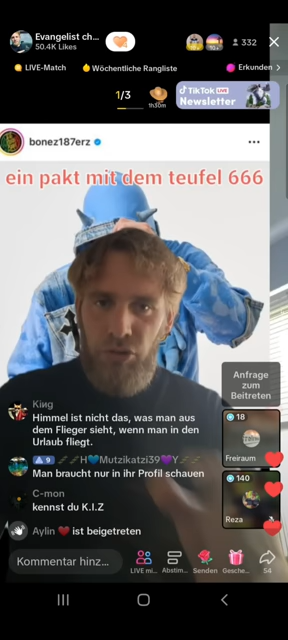 Evangelist ch...
50.4K Likes
332
LIVE-Match
Wöchentliche Rangliste
Erkunden
1/3
1h30m
TikTok LIVE
Newsletter
bonez187erz
ein pakt mit dem teufel 666
Anfrage
zum
Beitreten
18
Freiraum
140
Reza
Himmel ist nicht das, was man aus
dem Flieger sieht, wenn man in den
Urlaub fliegt.
9 H💙Mutzikatzi39💜Y
Man braucht nur in ihr Profil schauen
C-mon
kennst du K.I.Z
Aylin ❤️ ist beigetreten
Kommentar hinz...
LIVE mi...
Abstim...
Senden
Gesche...
54